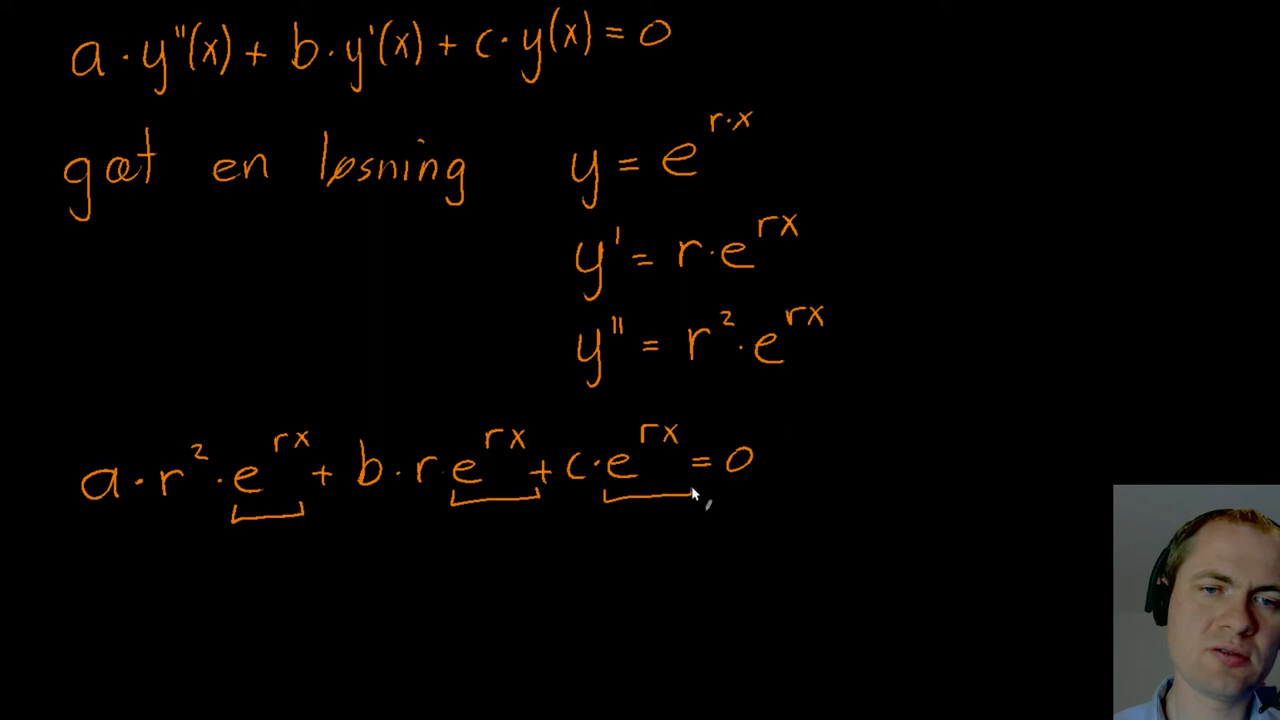 a · y''(x) + b · y'(x) + c · y(x) = 0
gæt en løsning y = e^{r·x}
y' = r · e^{rx}
y'' = r² · e^{rx}
a · r² · e^{rx} + b · r · e^{rx} + c · e^{rx} = 0